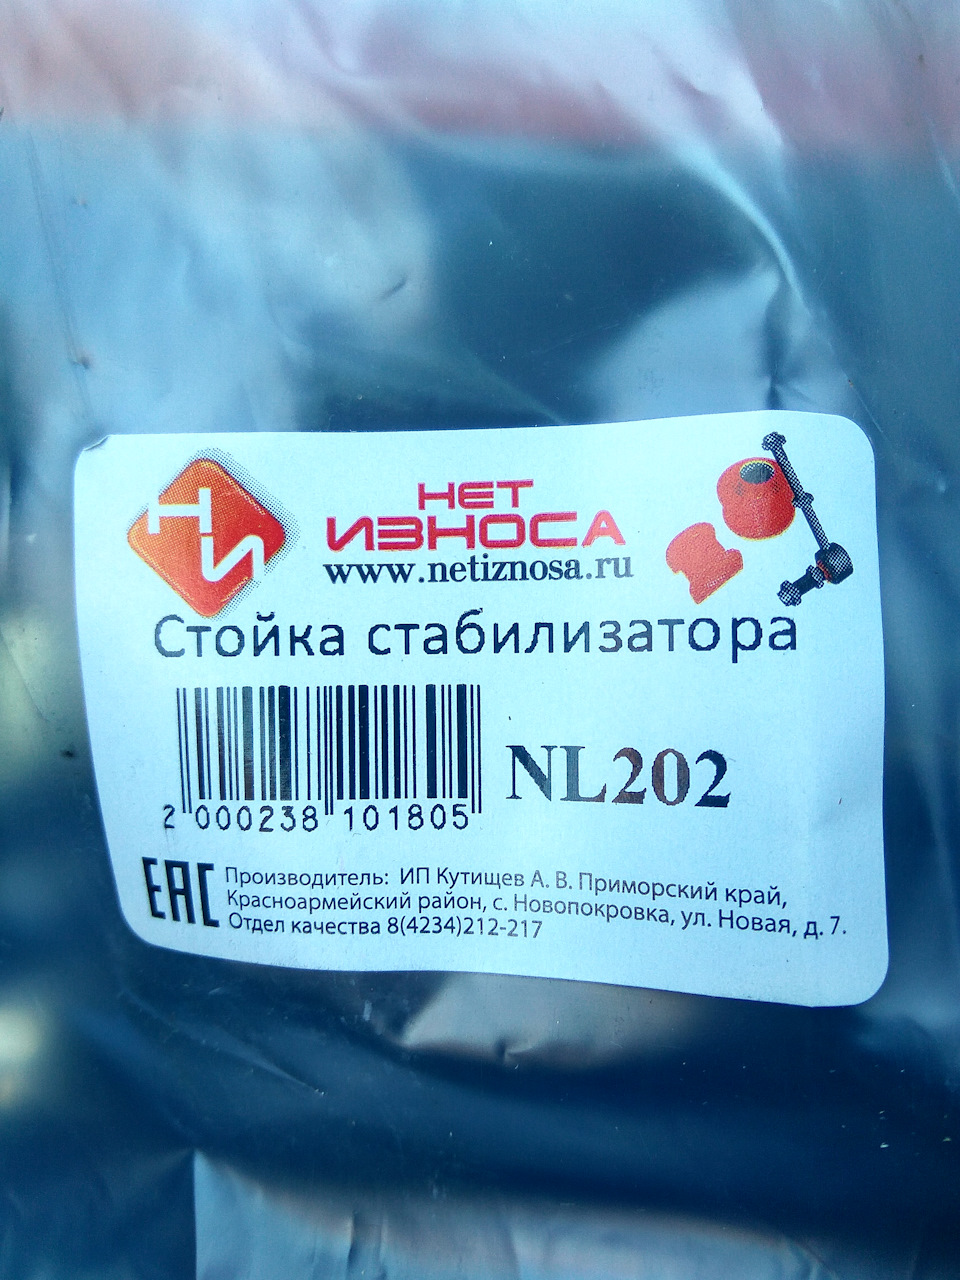 НИ
НЕТ
ИЗНОСА
www.netiznosa.ru
Стойка стабилизатора
NL202
2 000238 101805
EAC
Производитель: ИП Кутищев А. В. Приморский край,
Красноармейский район, с. Новопокровка, ул. Новая, д. 7.
Отдел качества 8(4234)212-217